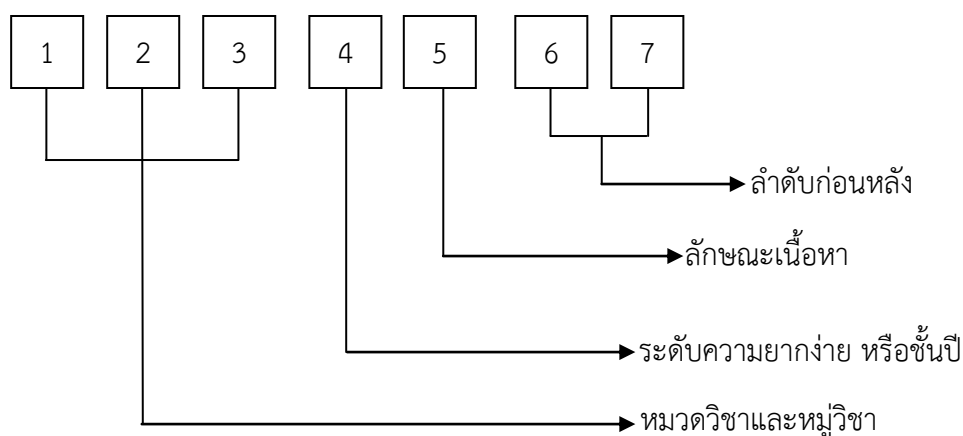 1 2 3 4 5 6 7
ลำดับก่อนหลัง
ลักษณะเนื้อหา
ระดับความยากง่าย หรือชั้นปี
หมวดวิชาและหมู่วิชา